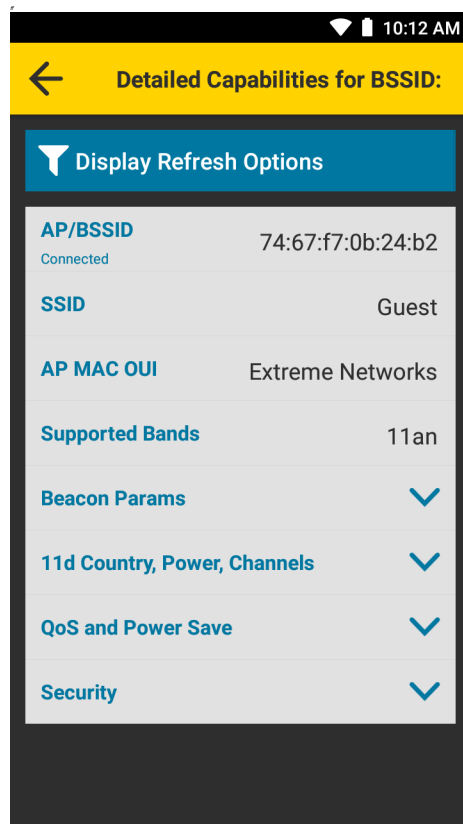 10:12 AM
Detailed Capabilities for BSSID:
Display Refresh Options
AP/BSSID 74:67:f7:0b:24:b2
Connected
SSID Guest
AP MAC OUI Extreme Networks
Supported Bands 11an
Beacon Params
11d Country, Power, Channels
QoS and Power Save
Security